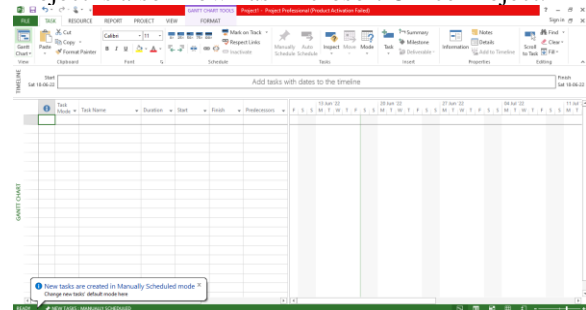 GANTT CHART TOOLS Project1 - Project Professional (Product Activation Failed)
Sign in
FILE TASK RESOURCE REPORT PROJECT VIEW FORMAT
Gantt Chart
Paste
Cut
Copy
Format Painter
Calibri 11
B I U
Mark on Track
Respect Links
Inactivate
Manually Schedule
Auto Schedule
Inspect
Move
Mode
Task
Summary
Milestone
Deliverable
Information
Notes
Details
Add to Timeline
Scroll to Task
Find
Clear
Fill
View Clipboard Font Schedule Tasks Insert Properties Editing
TIMELINE
Start
Sat 18-06-22
Add tasks with dates to the timeline
Finish
Sat 18-06-22
Task Mode Task Name Duration Start Finish Predecessors
13 Jun '22 20 Jun '22 27 Jun '22 04 Jul '22 11 Jul
F S S M T W T F S S M T W T F S S M T W T F S S M T W T F S S M T
GANTT CHART
New tasks are created in Manually Scheduled mode
Change new tasks' default mode here
READY NEW TASKS : MANUALLY SCHEDULED